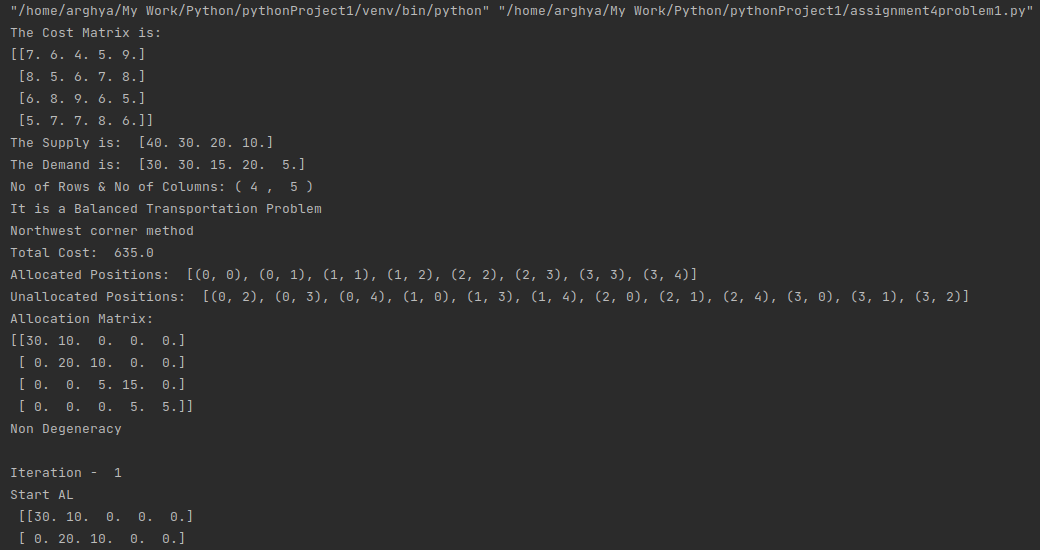 "/home/arghya/My Work/Python/pythonProject1/venv/bin/python" "/home/arghya/My Work/Python/pythonProject1/assignment4problem1.py"
The Cost Matrix is:
[[7. 6. 4. 5. 9.]
 [8. 5. 6. 7. 8.]
 [6. 8. 9. 6. 5.]
 [5. 7. 7. 8. 6.]]
The Supply is:  [40. 30. 20. 10.]
The Demand is:  [30. 30. 15. 20.  5.]
No of Rows & No of Columns: ( 4 ,  5 )
It is a Balanced Transportation Problem
Northwest corner method
Total Cost:  635.0
Allocated Positions:  [(0, 0), (0, 1), (1, 1), (1, 2), (2, 2), (2, 3), (3, 3), (3, 4)]
Unallocated Positions:  [(0, 2), (0, 3), (0, 4), (1, 0), (1, 3), (1, 4), (2, 0), (2, 1), (2, 4), (3, 0), (3, 1), (3, 2)]
Allocation Matrix:
[[30. 10.  0.  0.  0.]
 [ 0. 20. 10.  0.  0.]
 [ 0.  0.  5. 15.  0.]
 [ 0.  0.  0.  5.  5.]]
Non Degeneracy

Iteration -  1
Start AL
 [[30. 10.  0.  0.  0.]
 [ 0. 20. 10.  0.  0.]